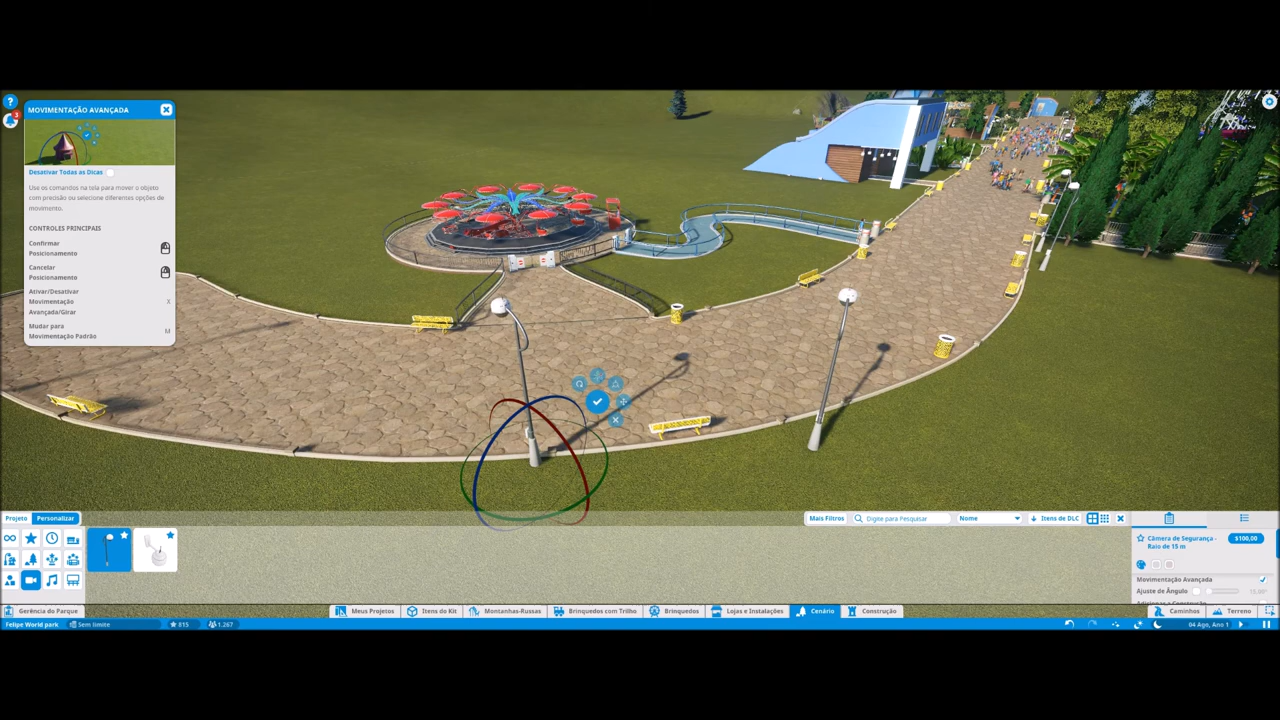 ?
3
MOVIMENTAÇÃO AVANÇADA
Desativar Todas as Dicas
Use os comandos na tela para mover o objeto
com precisão ou selecione diferentes opções de
movimento.
CONTROLES PRINCIPAIS
Confirmar
Posicionamento
Cancelar
Posicionamento
Ativar/Desativar
Movimentação X
Avançada/Girar
Mudar para M
Movimentação Padrão
Projeto Personalizar
Mais Filtros Digite para Pesquisar Nome Itens de DLC
Câmera de Segurança - $100,00
Raio de 15 m
Movimentação Avançada
Ajuste de Ângulo
Gerência do Parque Meus Projetos Itens do Kit Montanhas-Russas Brinquedos com Trilho Brinquedos Lojas e Instalações Cenário Construção Caminhos Terreno
Felipe World park Sem limite 815 1.267 04 Ago, Ano 1